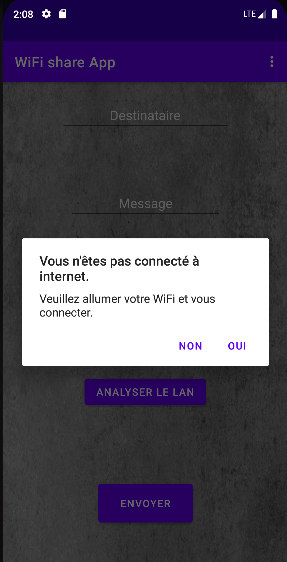 2:08 LTE
WiFi share App
Destinataire
Message
Vous n'êtes pas connecté à
internet.
Veuillez allumer votre WiFi et vous
connecter.
NON OUI
ANALYSER LE LAN
ENVOYER